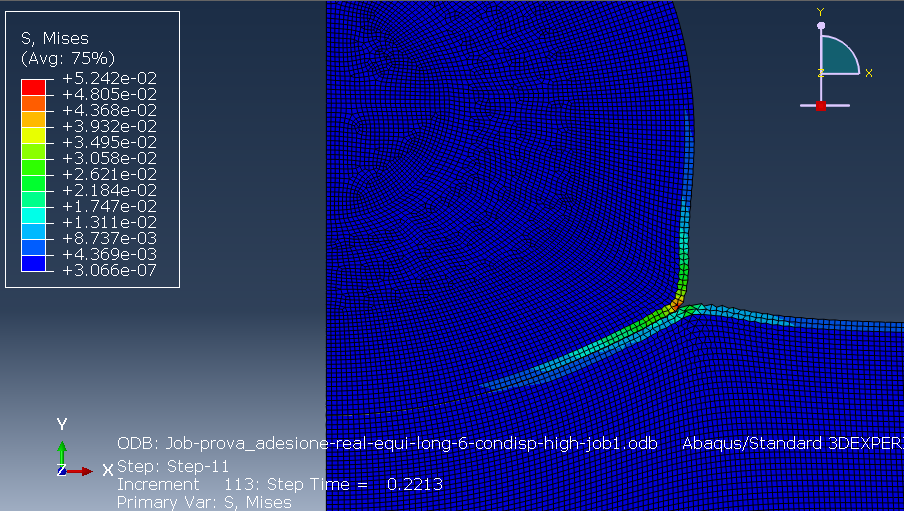 S, Mises
(Avg: 75%)
+5.242e-02
+4.805e-02
+4.368e-02
+3.932e-02
+3.495e-02
+3.058e-02
+2.621e-02
+2.184e-02
+1.747e-02
+1.311e-02
+8.737e-03
+4.369e-03
+3.066e-07
Y
X
Z
Y
Z
X
ODB: Job-prova_adesione-real-equi-long-6-condisp-high-job1.odb Abaqus/Standard 3DEXPER
Step: Step-11
Increment 113: Step Time = 0.2213
Primary Var: S, Mises